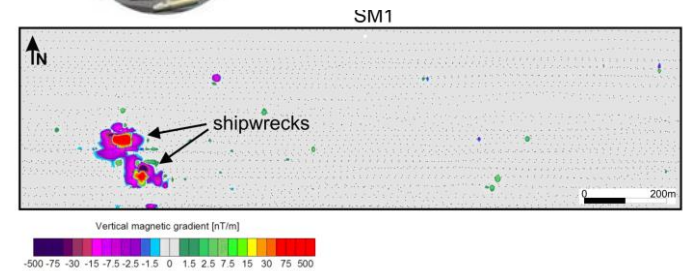 SM1
N
shipwrecks
0 200m
Vertical magnetic gradient [nT/m]
-500 -75 -30 -15 -7.5 -2.5 -1.5 0 1.5 2.5 7.5 15 30 75 500